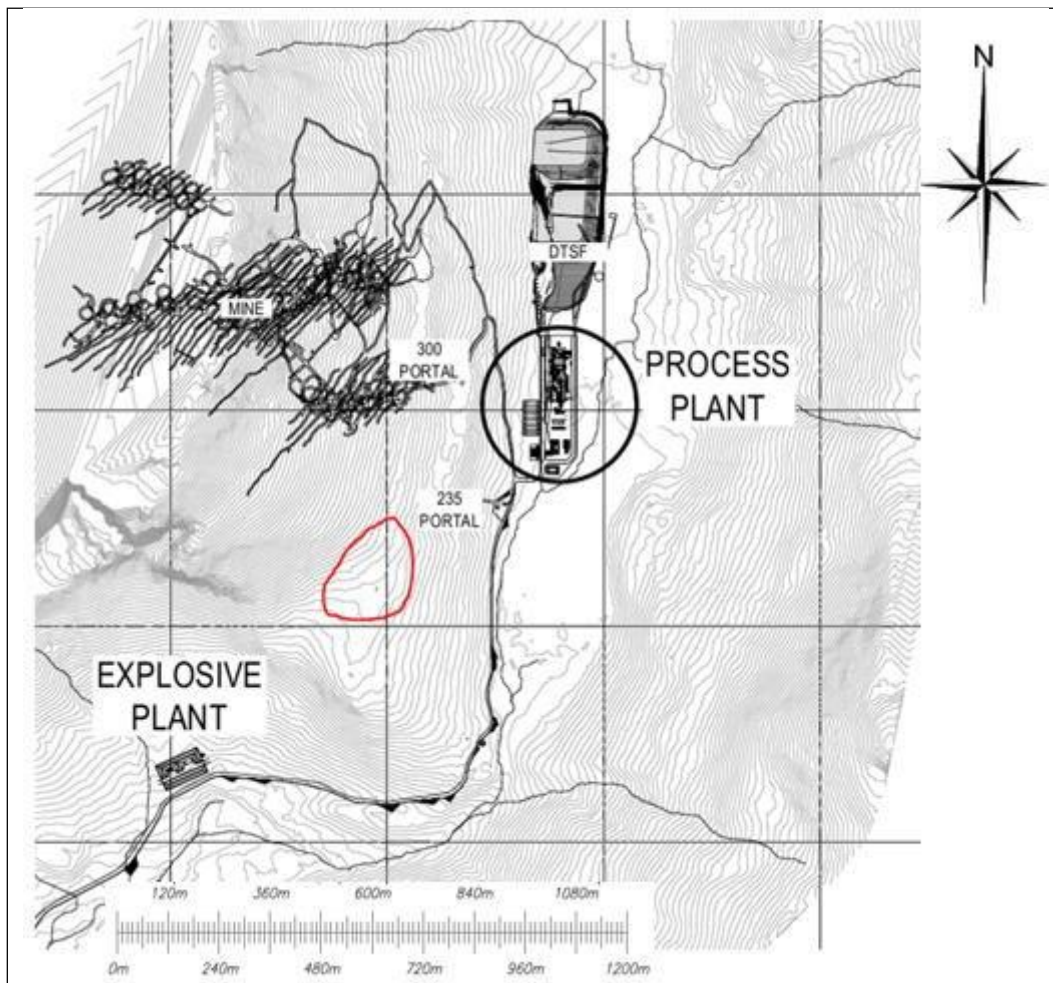 N
DTSF
MINE
300
PORTAL
PROCESS
PLANT
235
PORTAL
EXPLOSIVE
PLANT
120m 360m 600m 840m 1080m
0m 240m 480m 720m 960m 1200m